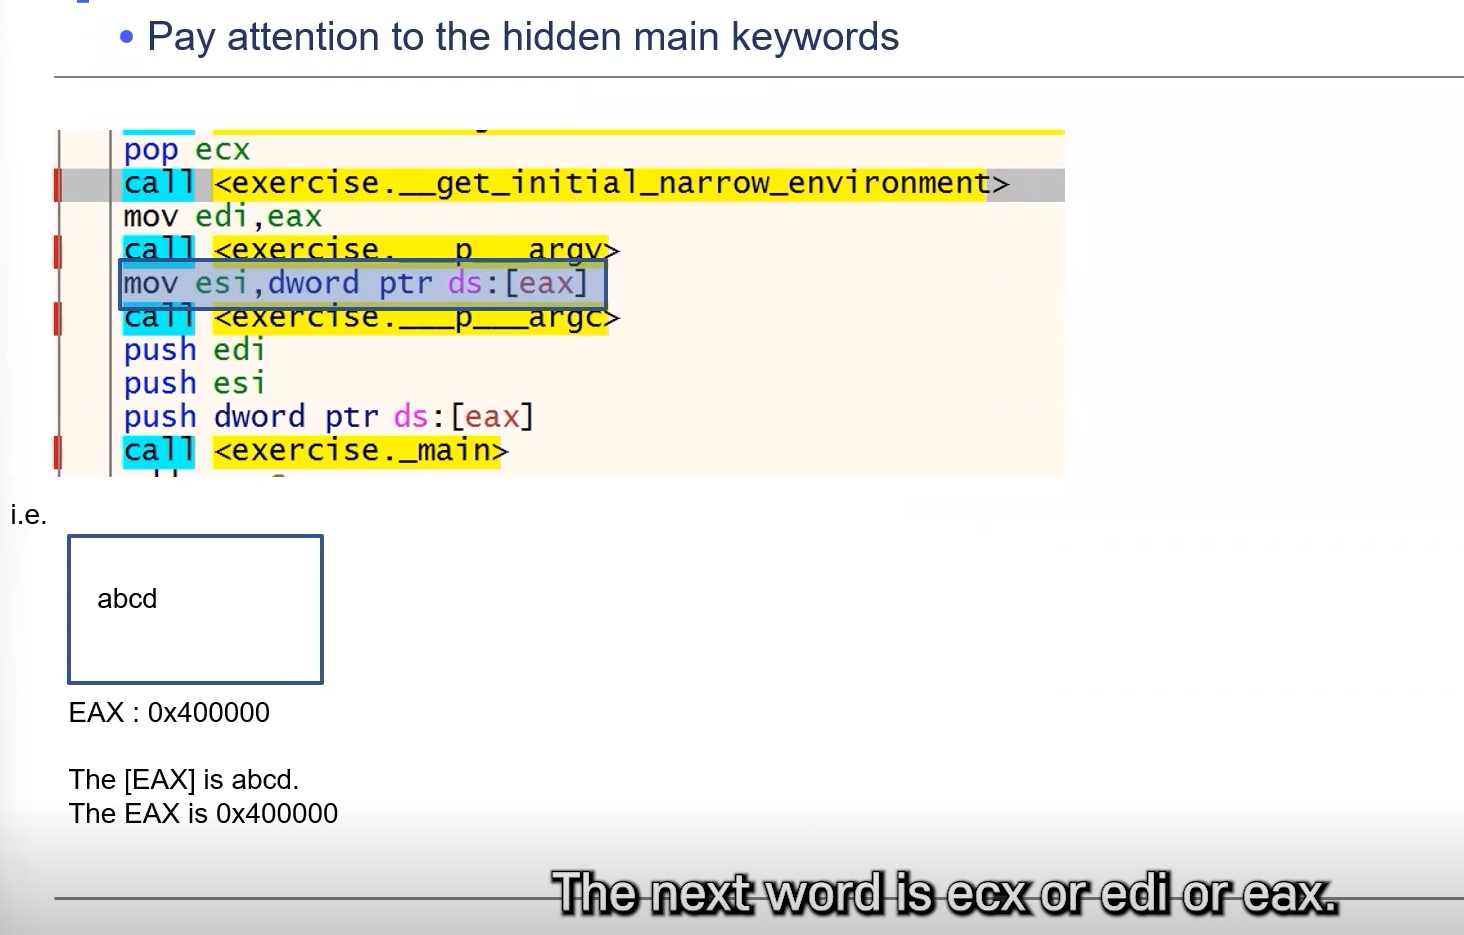 • Pay attention to the hidden main keywords
pop ecx
call <exercise.__get_initial_narrow_environment>
mov edi,eax
call <exercise.___p___argv>
mov esi,dword ptr ds:[eax]
call <exercise.___p___argc>
push edi
push esi
push dword ptr ds:[eax]
call <exercise._main>
i.e.
abcd
EAX : 0x400000
The [EAX] is abcd.
The EAX is 0x400000
The next word is ecx or edi or eax.